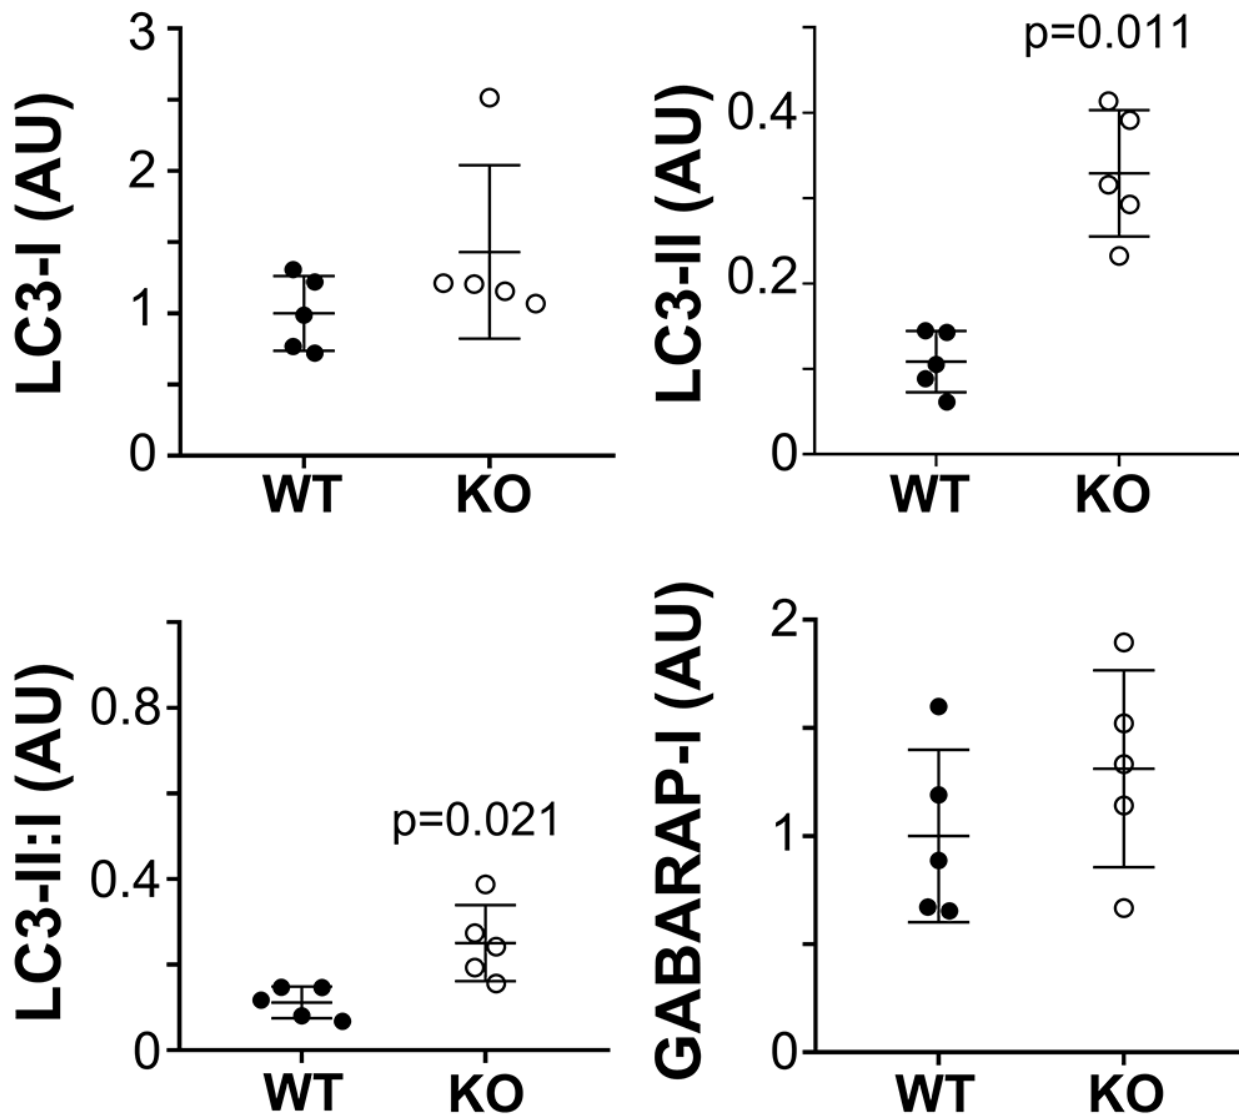 LC3-I (AU)
3
2
1
0
WT KO
LC3-II (AU)
p=0.011
0.4
0.2
0
WT KO
LC3-II:I (AU)
0.8
0.4
0
p=0.021
WT KO
GABARAP-I (AU)
2
1
0
WT KO